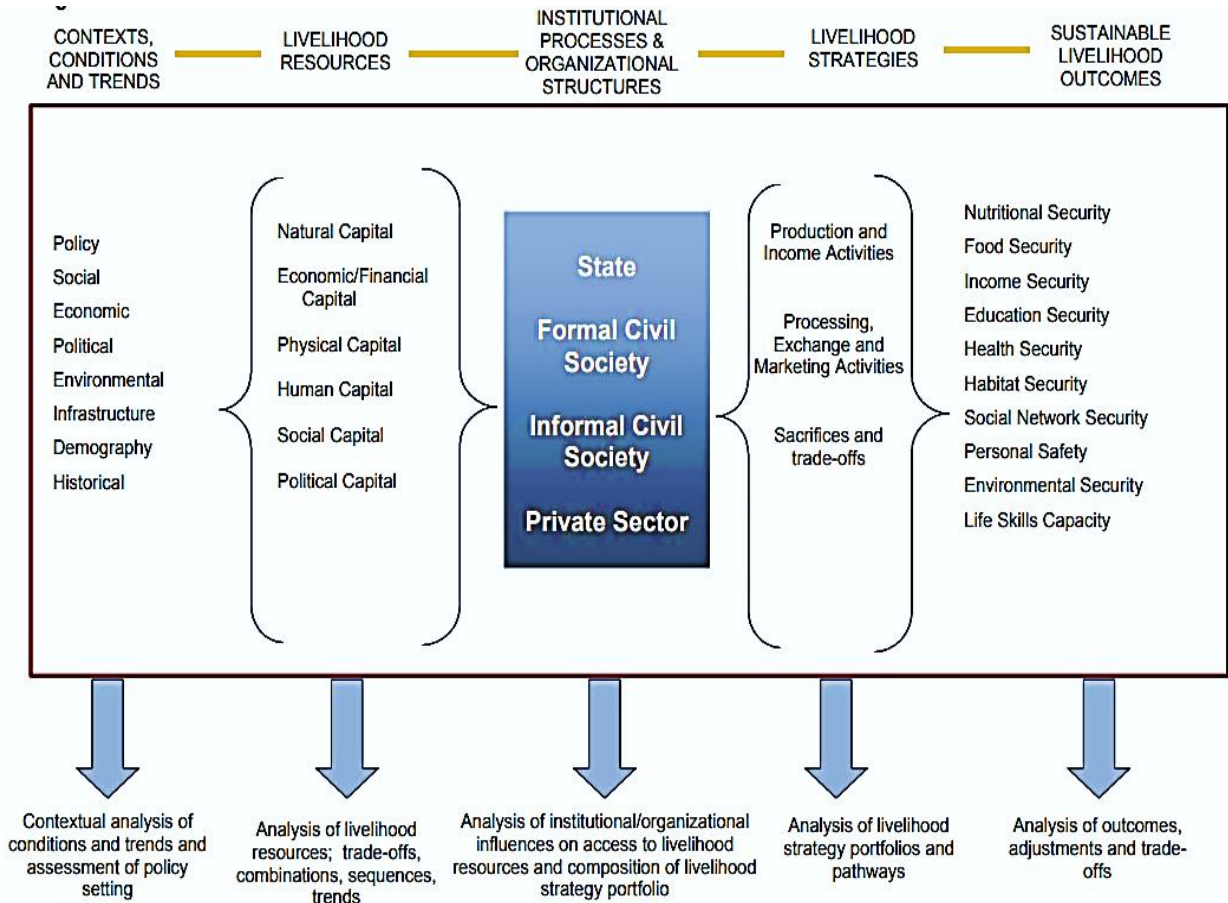 CONTEXTS,
CONDITIONS
AND TRENDS
LIVELIHOOD
RESOURCES
INSTITUTIONAL
PROCESSES &
ORGANIZATIONAL
STRUCTURES
LIVELIHOOD
STRATEGIES
SUSTAINABLE
LIVELIHOOD
OUTCOMES
Policy
Social
Economic
Political
Environmental
Infrastructure
Demography
Historical
Natural Capital
Economic/Financial
Capital
Physical Capital
Human Capital
Social Capital
Political Capital
State
Formal Civil
Society
Informal Civil
Society
Private Sector
Production and
Income Activities
Processing,
Exchange and
Marketing Activities
Sacrifices and
trade-offs
Nutritional Security
Food Security
Income Security
Education Security
Health Security
Habitat Security
Social Network Security
Personal Safety
Environmental Security
Life Skills Capacity
Contextual analysis of
conditions and trends and
assessment of policy
setting
Analysis of livelihood
resources; trade-offs,
combinations, sequences,
trends
Analysis of institutional/organizational
influences on access to livelihood
resources and composition of livelihood
strategy portfolio
Analysis of livelihood
strategy portfolios and
pathways
Analysis of outcomes,
adjustments and trade-
offs